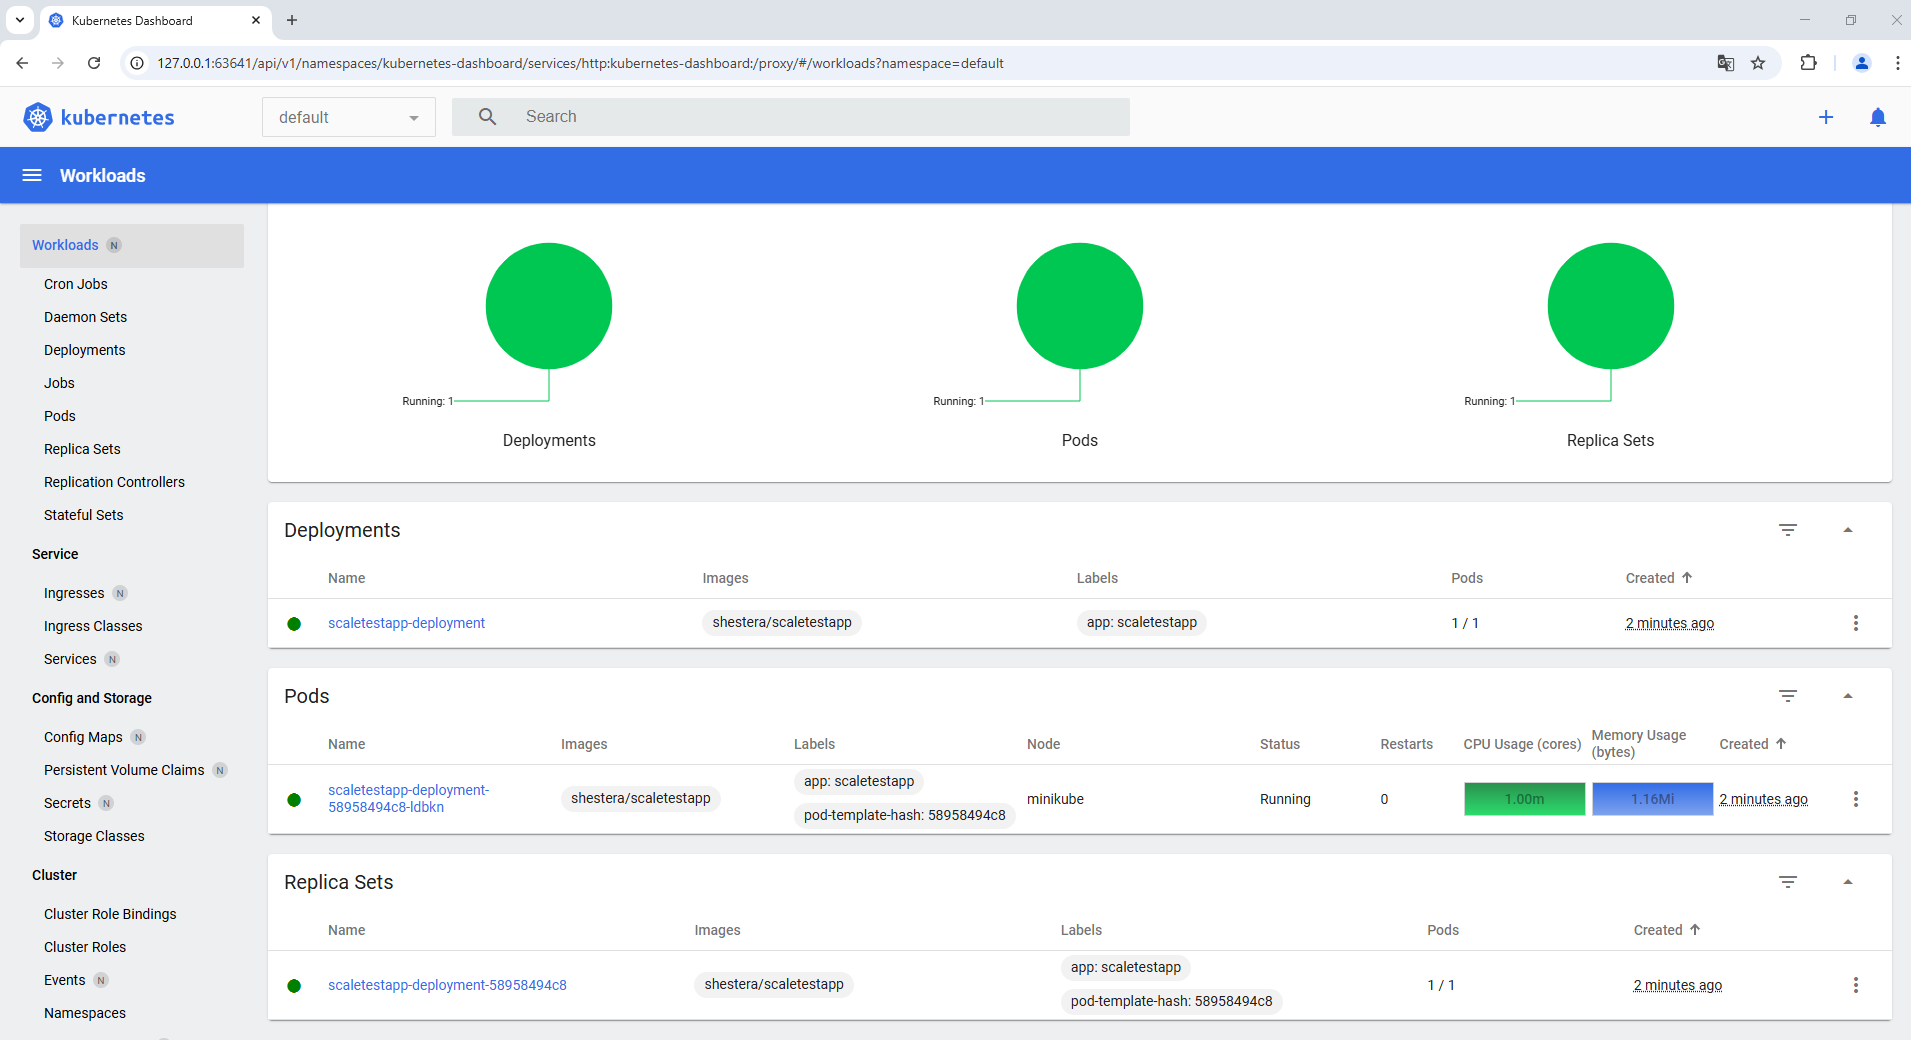 Kubernetes Dashboard
127.0.0.1:63641/api/v1/namespaces/kubernetes-dashboard/services/http:kubernetes-dashboard:/proxy/#/workloads?namespace=default
kubernetes
default
Search
Workloads
Workloads N
Cron Jobs
Daemon Sets
Deployments
Jobs
Pods
Replica Sets
Replication Controllers
Stateful Sets
Service
Ingresses N
Ingress Classes
Services N
Config and Storage
Config Maps N
Persistent Volume Claims N
Secrets N
Storage Classes
Cluster
Cluster Role Bindings
Cluster Roles
Events N
Namespaces
Running: 1
Deployments
Running: 1
Pods
Running: 1
Replica Sets
Deployments
Name Images Labels Pods Created
scaletestapp-deployment shestera/scaletestapp app: scaletestapp 1 / 1 2 minutes ago
Pods
Name Images Labels Node Status Restarts CPU Usage (cores) Memory Usage (bytes) Created
scaletestapp-deployment-58958494c8-ldbkn shestera/scaletestapp app: scaletestapp pod-template-hash: 58958494c8 minikube Running 0 1.00m 1.16Mi 2 minutes ago
Replica Sets
Name Images Labels Pods Created
scaletestapp-deployment-58958494c8 shestera/scaletestapp app: scaletestapp pod-template-hash: 58958494c8 1 / 1 2 minutes ago